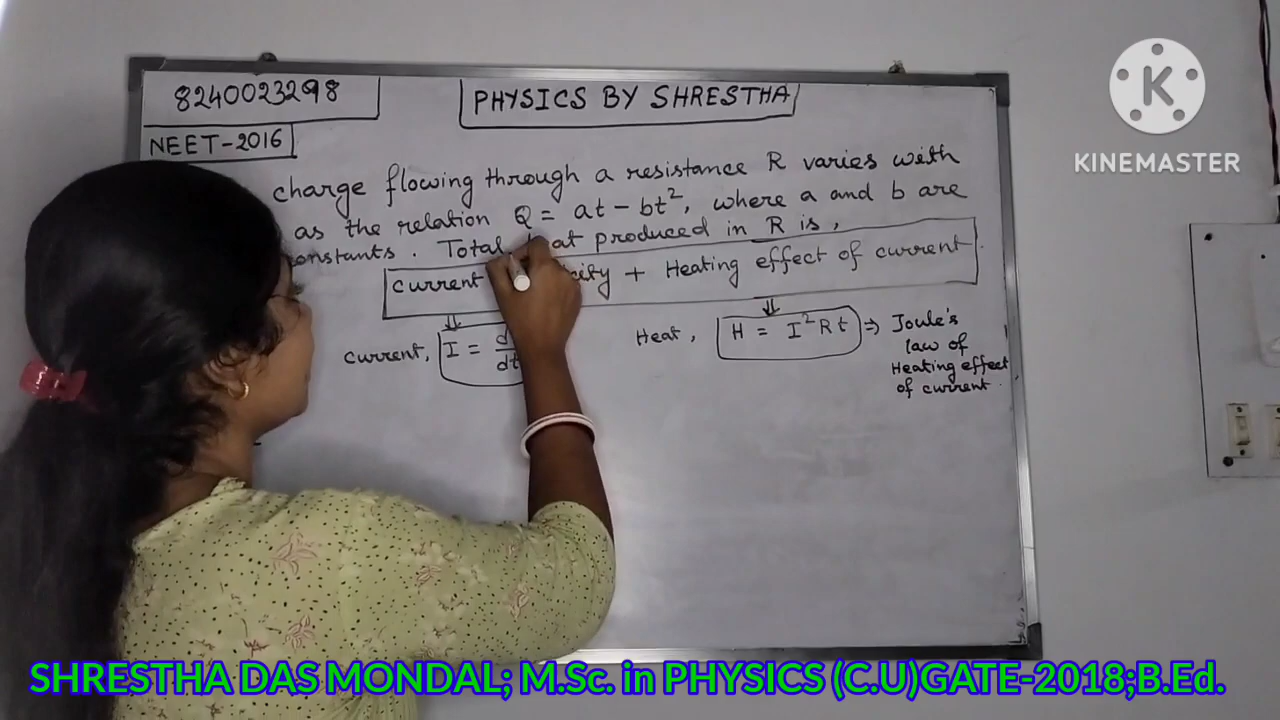 8240023298
PHYSICS BY SHRESTHA
NEET-2016
charge flowing through a resistance R varies with
as the relation Q = at - bt², where a and b are
constants. Total produced in R is,
current + Heating effect of current.
Current, I = d
dt
Heat, H = I²Rt ⇒ Joule's
law of
Heating effect
of current.
K
KINEMASTER
SHRESTHA DAS MONDAL; M.Sc. in PHYSICS (C.U)GATE-2018;B.Ed.